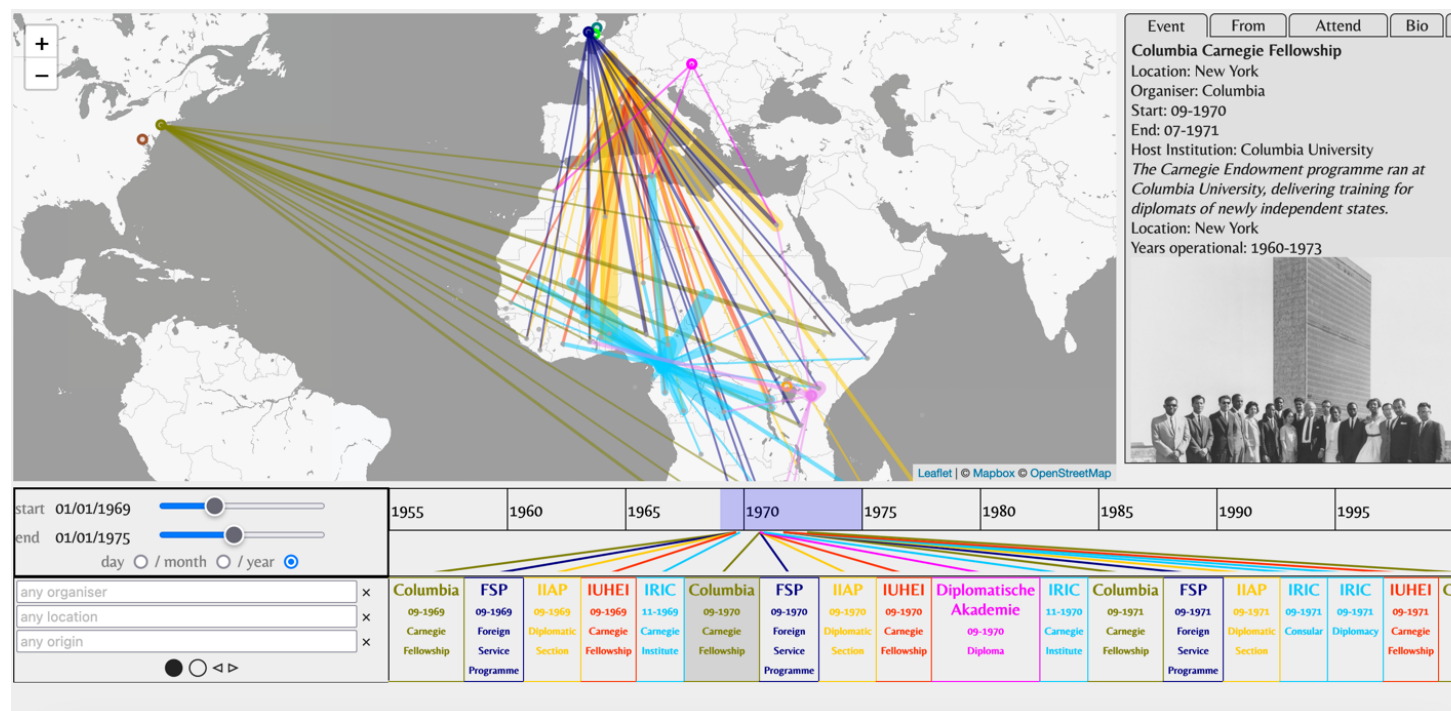 +
−
Leaflet | © Mapbox © OpenStreetMap
Event From Attend Bio
Columbia Carnegie Fellowship
Location: New York
Organiser: Columbia
Start: 09-1970
End: 07-1971
Host Institution: Columbia University
The Carnegie Endowment programme ran at
Columbia University, delivering training for
diplomats of newly independent states.
Location: New York
Years operational: 1960-1973
start 01/01/1969
end 01/01/1975
day / month / year
any organiser ×
any location ×
any origin ×
1955 1960 1965 1970 1975 1980 1985 1990 1995
Columbia
09-1969
Carnegie
Fellowship
FSP
09-1969
Foreign
Service
Programme
IIAP
09-1969
Diplomatic
Section
IUHEI
09-1969
Carnegie
Fellowship
IRIC
11-1969
Carnegie
Institute
Columbia
09-1970
Carnegie
Fellowship
FSP
09-1970
Foreign
Service
Programme
IIAP
09-1970
Diplomatic
Section
IUHEI
09-1970
Carnegie
Fellowship
Diplomatische
Akademie
09-1970
Diploma
IRIC
11-1970
Carnegie
Institute
Columbia
09-1971
Carnegie
Fellowship
FSP
09-1971
Foreign
Service
Programme
IIAP
09-1971
Diplomatic
Section
IRIC
09-1971
Consular
IRIC
09-1971
Diplomacy
IUHEI
09-1971
Carnegie
Fellowship
C